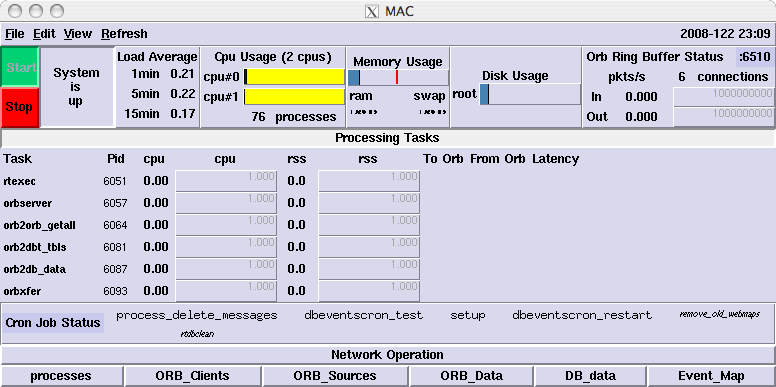 MAC
File Edit View Refresh 2008-122 23:09
Start
Stop
System
is
up
Load Average
1min 0.21
5min 0.22
15min 0.17
Cpu Usage (2 cpus)
cpu#0
cpu#1
76 processes
Memory Usage
ram swap
Disk Usage
root
Orb Ring Buffer Status :6510
pkts/s 6 connections
In 0.000 1000000000
Out 0.000 1000000000
Processing Tasks
Task Pid cpu cpu rss rss To Orb From Orb Latency
rtexec 6051 0.00 1.000 0.0 1.000
orbserver 6057 0.00 1.000 0.0 1.000
orb2orb_getall 6064 0.00 1.000 0.0 1.000
orb2dbt_tbls 6081 0.00 1.000 0.0 1.000
orb2db_data 6087 0.00 1.000 0.0 1.000
orbxfer 6093 0.00 1.000 0.0 1.000
Cron Job Status process_delete_messages dbeventscron_test setup dbeventscron_restart remove_old_webmaps
rtdbclean
Network Operation
processes ORB_Clients ORB_Sources ORB_Data DB_data Event_Map